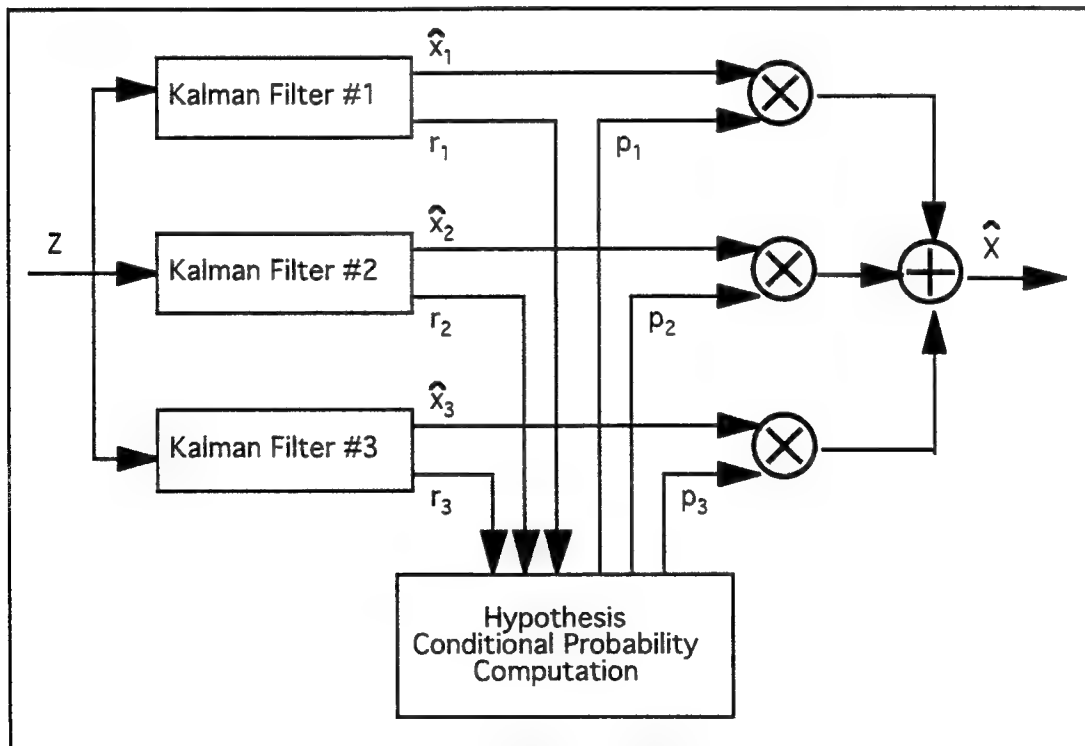 x̂₁
Kalman Filter #1
r₁
p₁
x̂₂
Z
Kalman Filter #2
x̂
r₂
p₂
x̂₃
Kalman Filter #3
r₃
p₃
Hypothesis
Conditional Probability
Computation